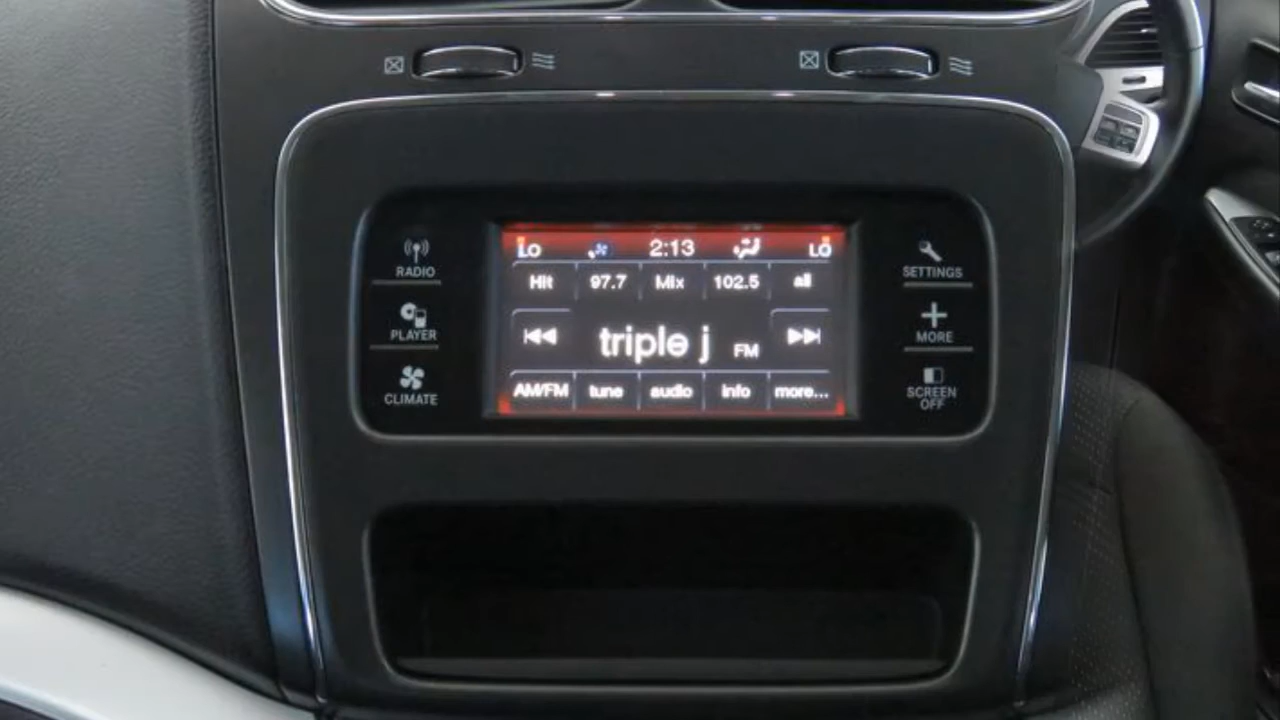 LO 2:13 LO
Hit 97.7 Mix 102.5 all
triple j FM
AM/FM tune audio info more...
RADIO
PLAYER
CLIMATE
SETTINGS
MORE
SCREEN
OFF